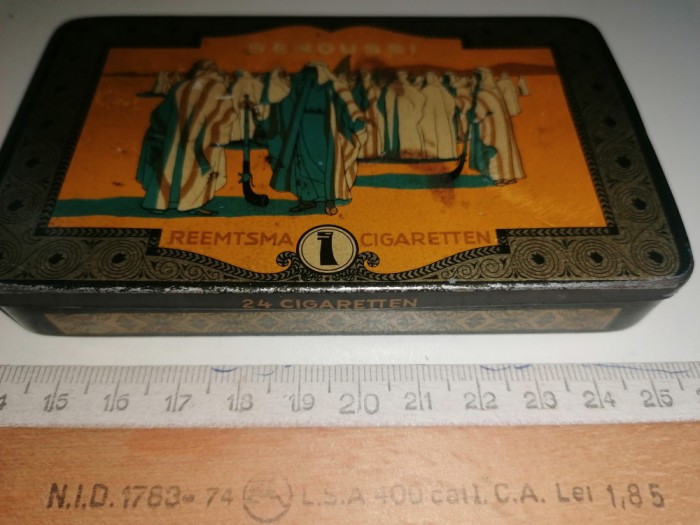 SENOUSSI
REEMTSMA CIGARETTEN
24 CIGARETTEN
4 15 16 17 18 19 20 21 22 23 24 25
N.I.D. 1783-74 L.S.A 400 cal I. C.A. Lei 1,85